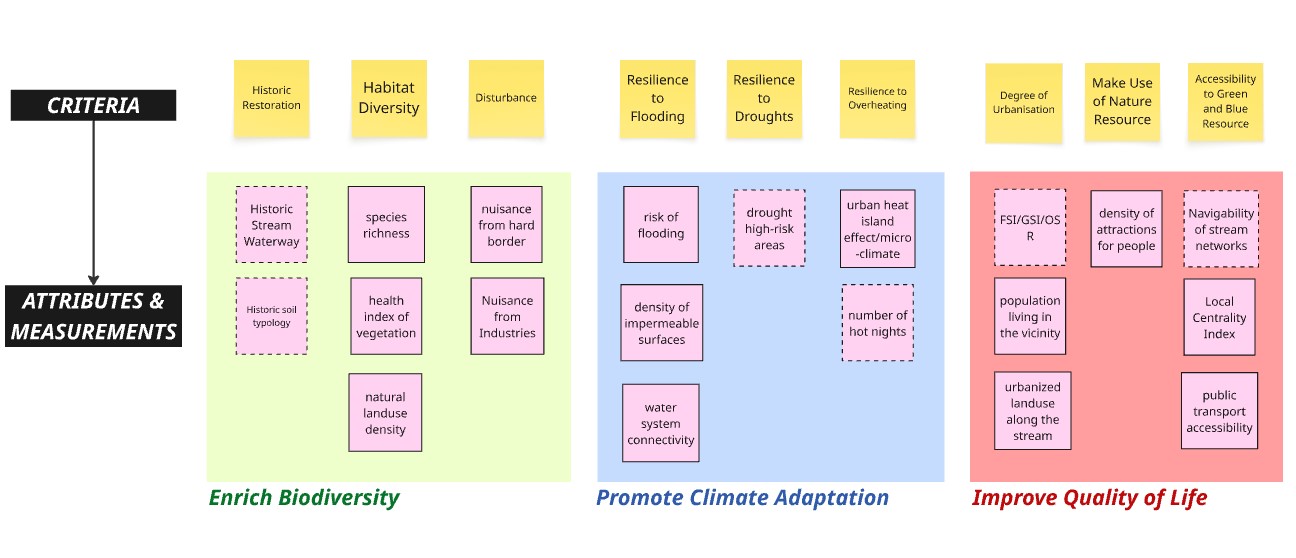 CRITERIA
ATTRIBUTES &
MEASUREMENTS
Historic
Restoration
Habitat
Diversity
Disturbance
Historic
Stream
Waterway
species
richness
nuisance
from hard
border
Historic soil
typology
health
index of
vegetation
Nuisance
from
Industries
natural
landuse
density
Enrich Biodiversity
Resilience
to
Flooding
Resilience
to
Droughts
Resilience to
Overheating
risk of
flooding
drought
high-risk
areas
urban heat
island
effect/micro
-climate
density of
impermeable
surfaces
number of
hot nights
water
system
connectivity
Promote Climate Adaptation
Degree of
Urbanisation
Make Use
of Nature
Resource
Accessibility
to Green
and Blue
Resource
FSI/GSI/OS
R
density of
attractions
for people
Navigability
of stream
networks
population
living in
the vicinity
Local
Centrality
Index
urbanized
landuse
along the
stream
public
transport
accessibility
Improve Quality of Life